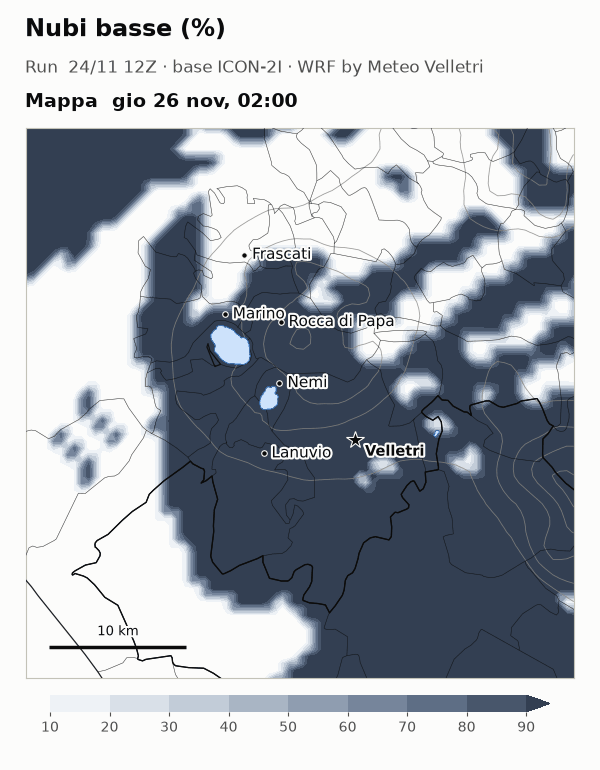 Nubi basse (%)
Run  24/11 12Z · base ICON-2I · WRF by Meteo Velletri
Mappa  gio 26 nov, 02:00
Frascati
Marino
Rocca di Papa
Nemi
Velletri
Lanuvio
10 km
10 20 30 40 50 60 70 80 90